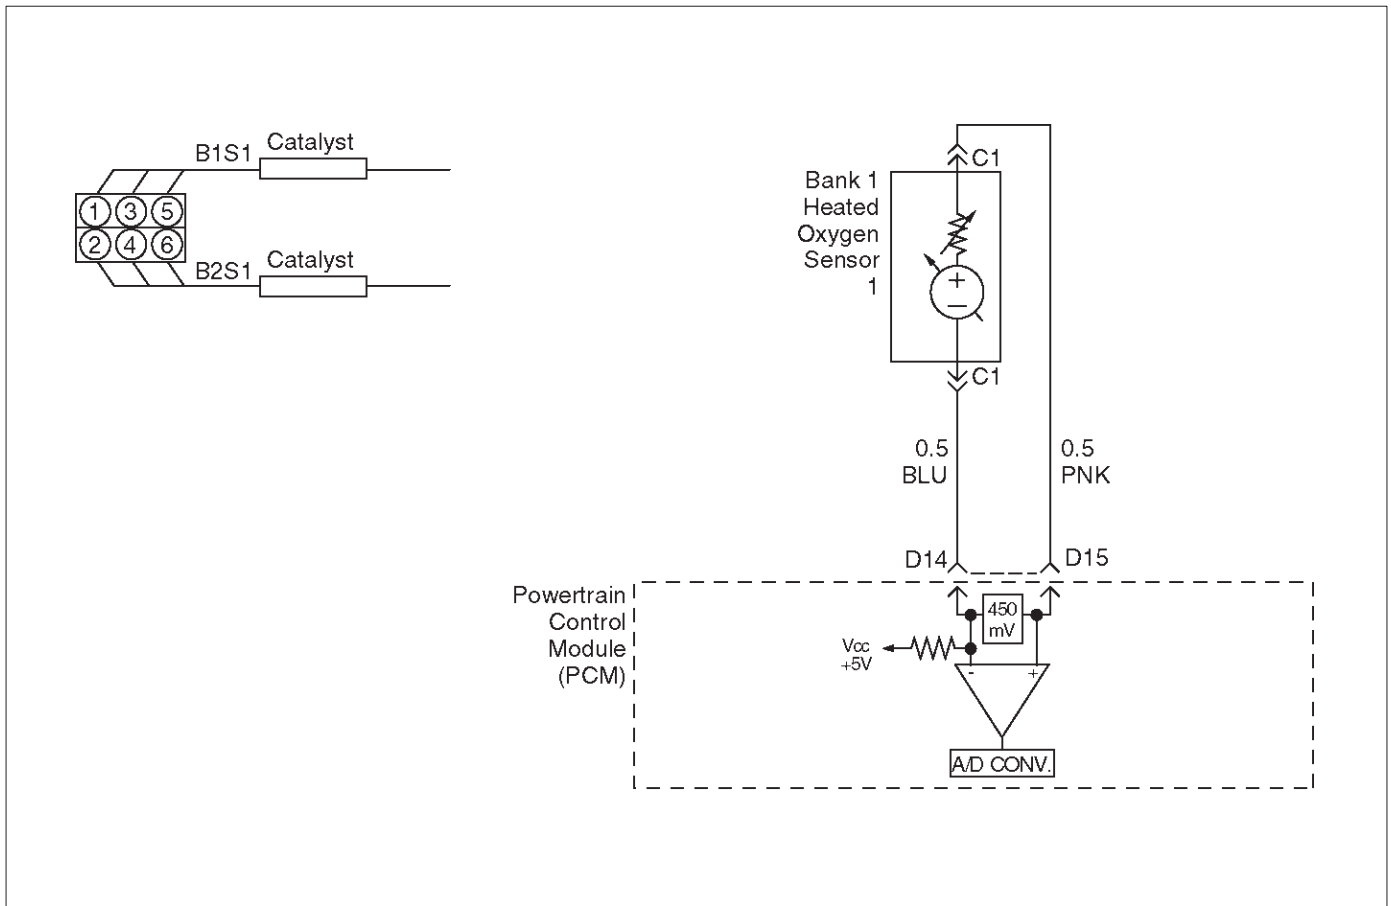 B1S1
Catalyst
1 3 5
2 4 6
B2S1
Catalyst
C1
Bank 1
Heated
Oxygen
Sensor
1
+
—
C1
0.5
BLU
0.5
PNK
D14
D15
Powertrain
Control
Module
(PCM)
450
mV
Vcc
+5V
- +
A/D CONV.